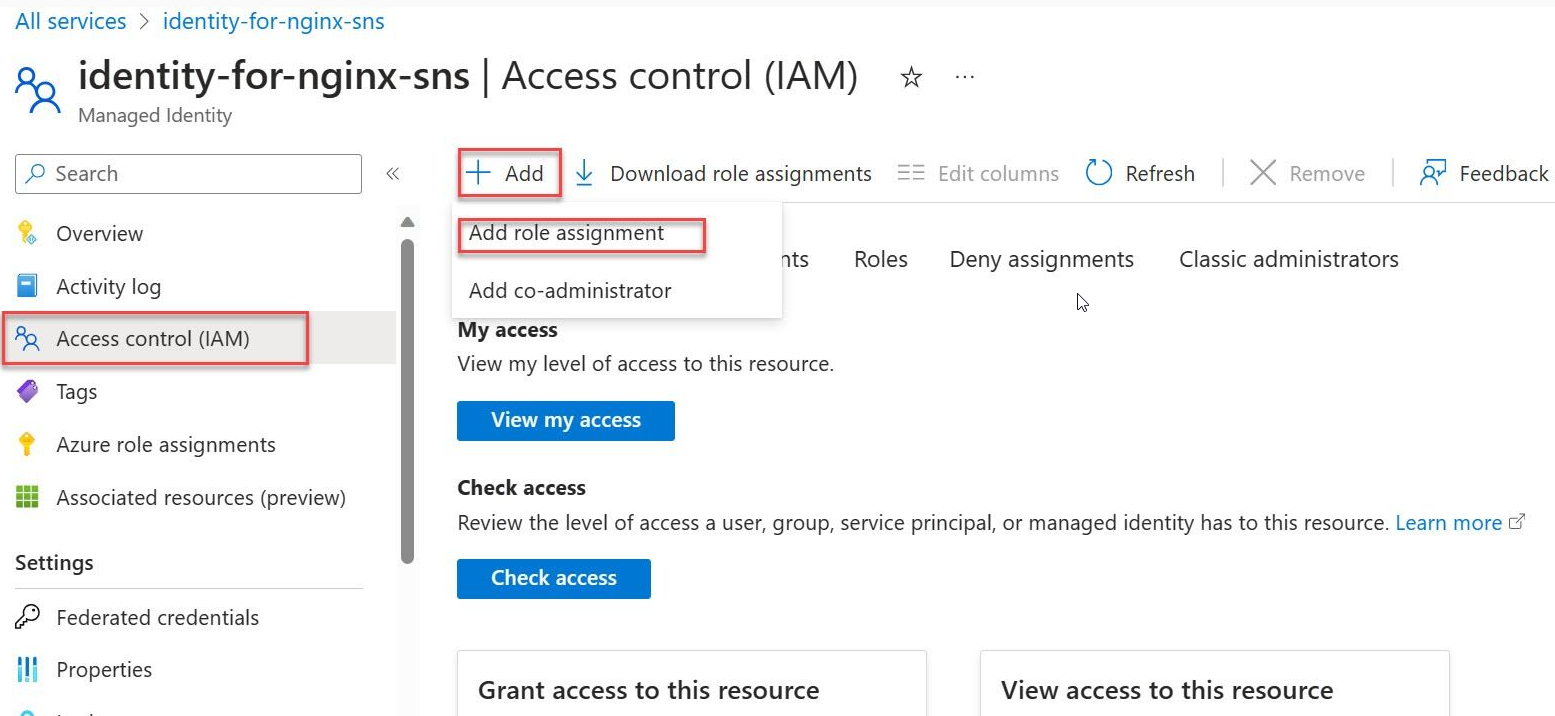 All services > identity-for-nginx-sns
identity-for-nginx-sns | Access control (IAM)
Managed Identity
Search
Add
Download role assignments
Edit columns
Refresh
Remove
Feedback
Overview
Activity log
Access control (IAM)
Tags
Azure role assignments
Associated resources (preview)
Settings
Federated credentials
Properties
Add role assignment
Add co-administrator
nts
Roles
Deny assignments
Classic administrators
My access
View my level of access to this resource.
View my access
Check access
Review the level of access a user, group, service principal, or managed identity has to this resource. Learn more
Check access
Grant access to this resource
View access to this resource